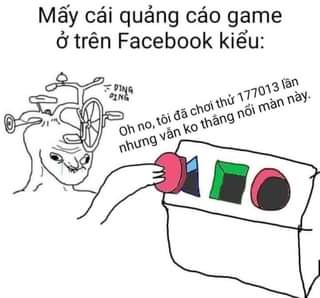 Mấy cái quảng cáo game
ở trên Facebook kiểu:
DING
DING
Oh no, tôi đã chơi thử 177013 lần
nhưng vẫn ko thắng nổi màn này.